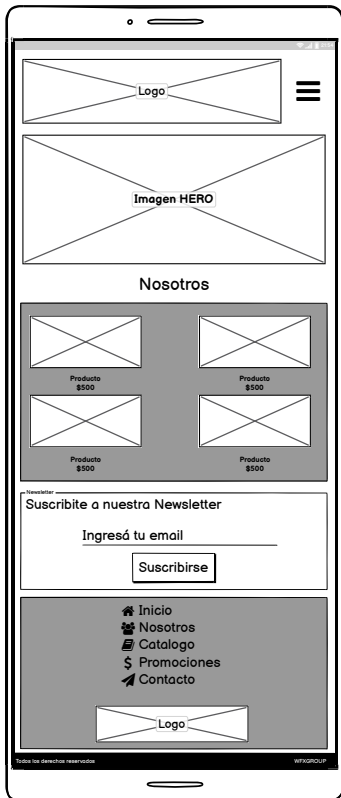 Logo
Imagen HERO
Nosotros
Producto
$500
Producto
$500
Producto
$500
Producto
$500
Newsletter
Suscribite a nuestra Newsletter
Ingresá tu email
Suscribirse
Inicio
Nosotros
Catalogo
Promociones
Contacto
Logo
Todos los derechos reservados
WFXGROUP